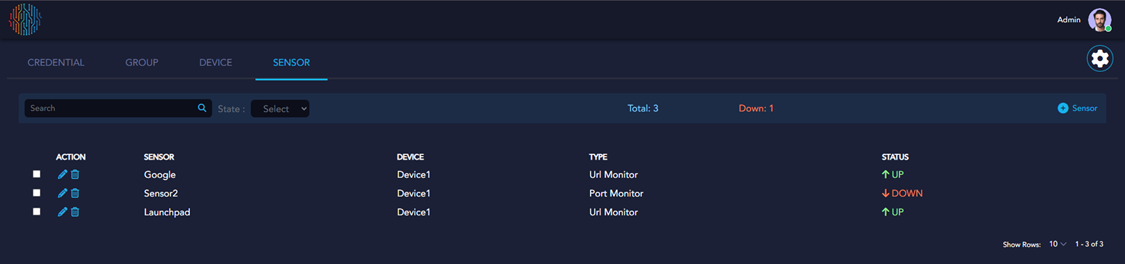 Admin
CREDENTIAL GROUP DEVICE SENSOR
Search State : Select Total: 3 Down: 1 Sensor
ACTION SENSOR DEVICE TYPE STATUS
Google Device1 Url Monitor UP
Sensor2 Device1 Port Monitor DOWN
Launchpad Device1 Url Monitor UP
Show Rows: 10 1 - 3 of 3